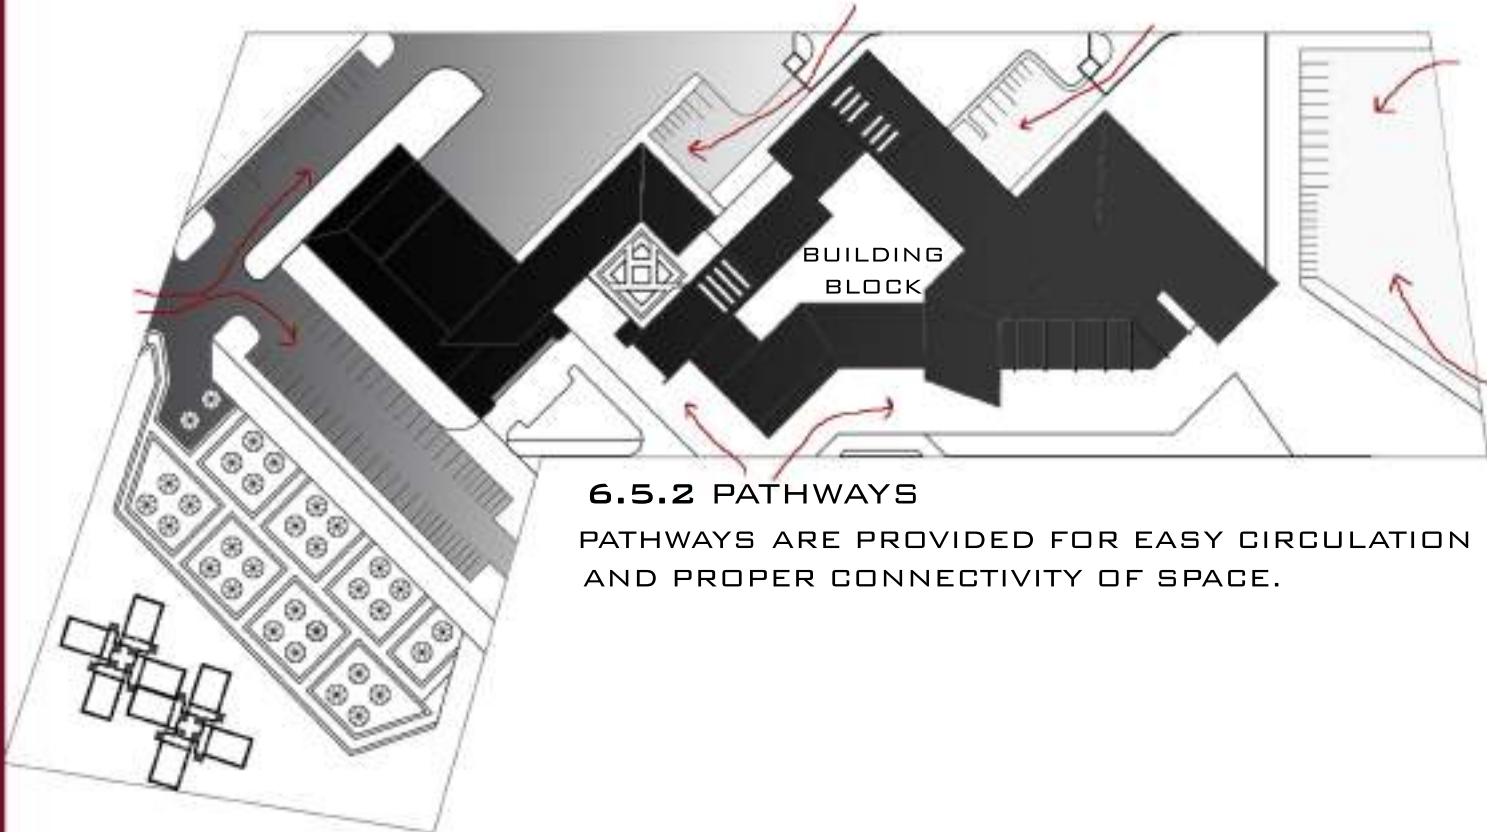 BUILDING
BLOCK
6.5.2 PATHWAYS
PATHWAYS ARE PROVIDED FOR EASY CIRCULATION
AND PROPER CONNECTIVITY OF SPACE.